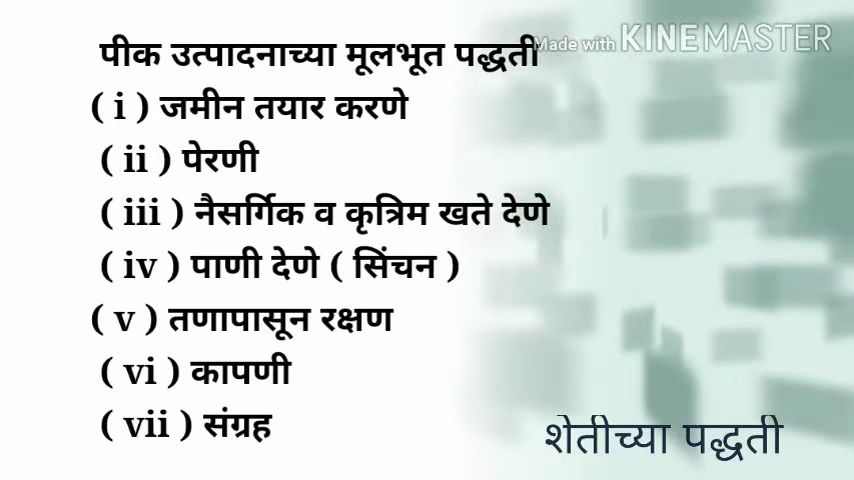 पीक उत्पादनाच्या मूलभूत पद्धती
Made with KINEMASTER
( i ) जमीन तयार करणे
( ii ) पेरणी
( iii ) नैसर्गिक व कृत्रिम खते देणे
( iv ) पाणी देणे ( सिंचन )
( v ) तणापासून रक्षण
( vi ) कापणी
( vii ) संग्रह
शेतीच्या पद्धती